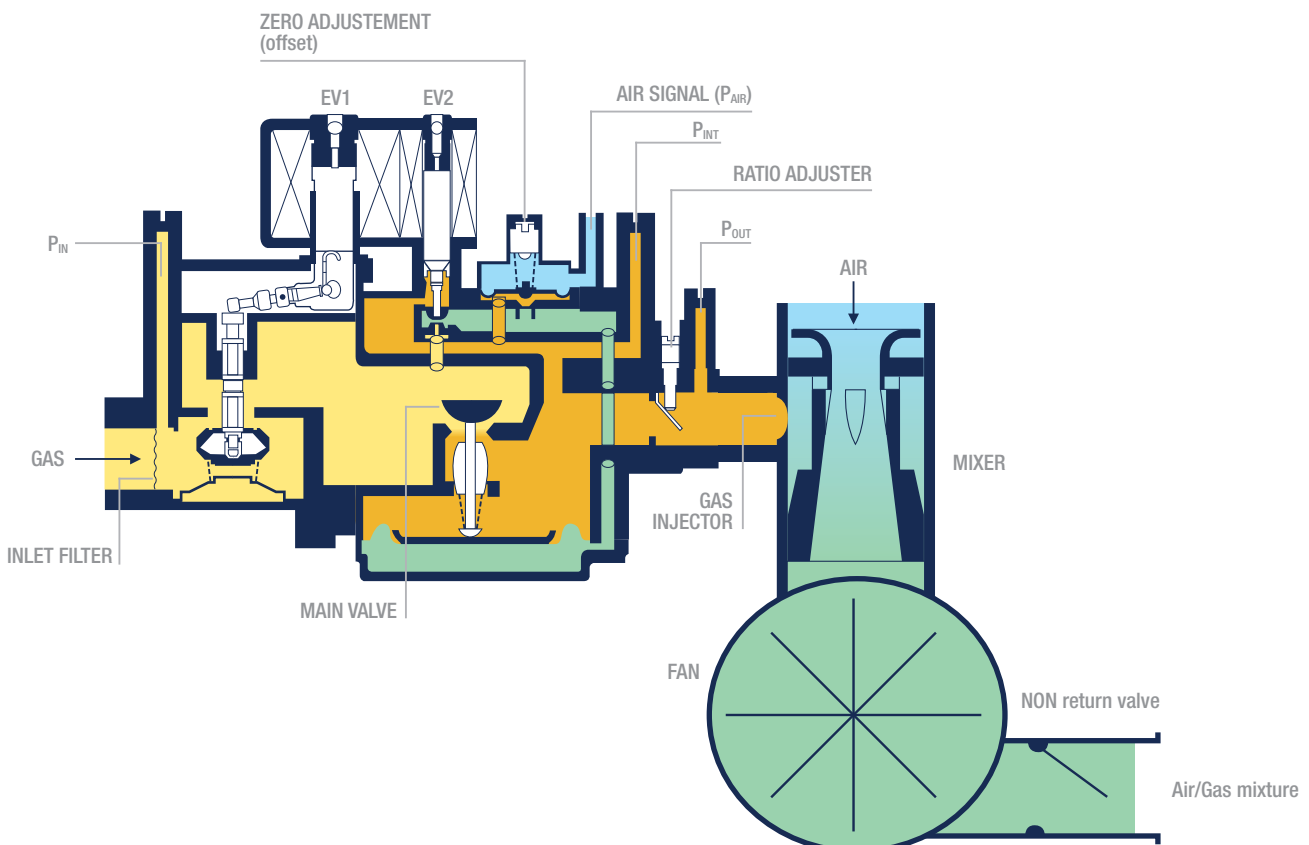 ZERO ADJUSTEMENT
(offset)
EV1
EV2
AIR SIGNAL (PAIR)
PINT
RATIO ADJUSTER
PIN
POUT
AIR
GAS
MIXER
GAS
INJECTOR
INLET FILTER
MAIN VALVE
FAN
NON return valve
Air/Gas mixture